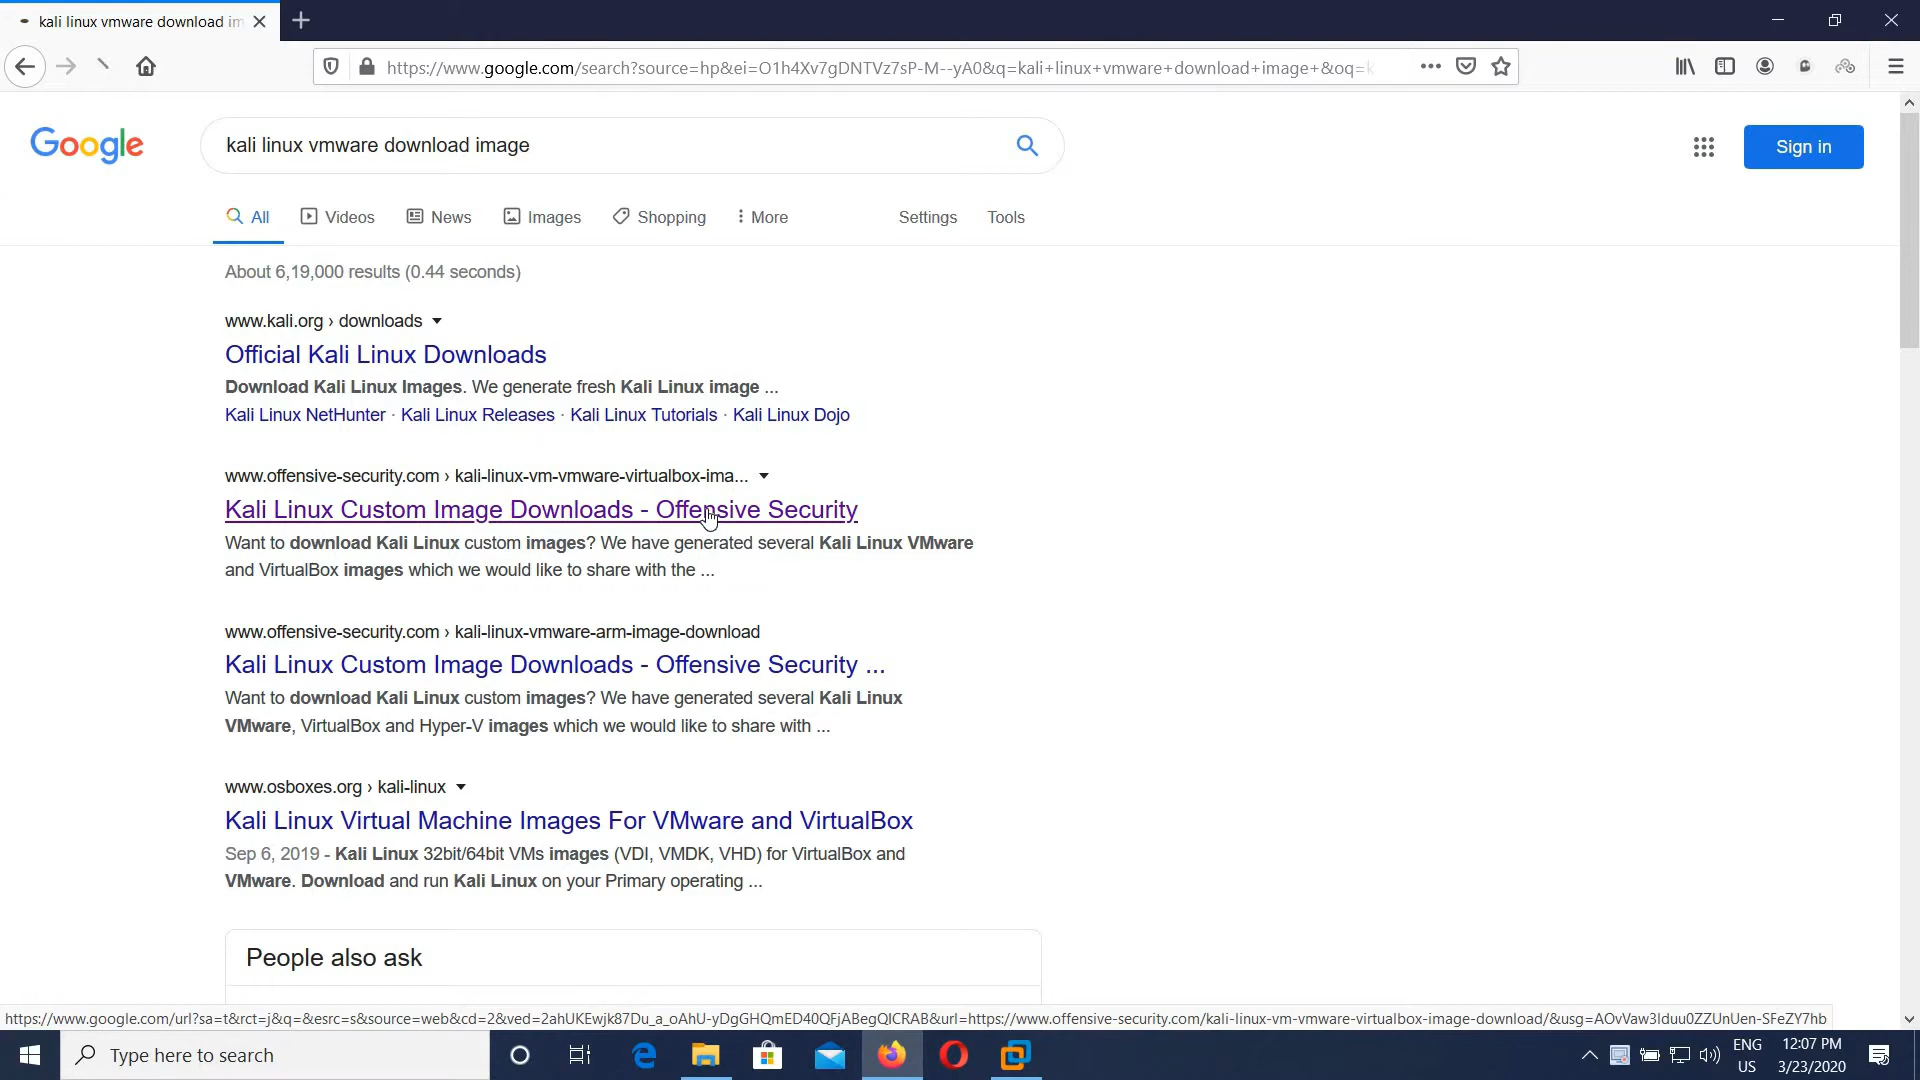 kali linux vmware download im
https://www.google.com/search?source=hp&ei=O1h4Xv7gDNTVz7sP-M--yA0&q=kali+linux+vmware+download+image+&oq=k
Google
kali linux vmware download image
Sign in
All
Videos
News
Images
Shopping
More
Settings
Tools
About 6,19,000 results (0.44 seconds)
www.kali.org › downloads
Official Kali Linux Downloads
Download Kali Linux Images. We generate fresh Kali Linux image ...
Kali Linux NetHunter · Kali Linux Releases · Kali Linux Tutorials · Kali Linux Dojo
www.offensive-security.com › kali-linux-vm-vmware-virtualbox-ima...
Kali Linux Custom Image Downloads - Offensive Security
Want to download Kali Linux custom images? We have generated several Kali Linux VMware
and VirtualBox images which we would like to share with the ...
www.offensive-security.com › kali-linux-vmware-arm-image-download
Kali Linux Custom Image Downloads - Offensive Security ...
Want to download Kali Linux custom images? We have generated several Kali Linux
VMware, VirtualBox and Hyper-V images which we would like to share with ...
www.osboxes.org › kali-linux
Kali Linux Virtual Machine Images For VMware and VirtualBox
Sep 6, 2019 - Kali Linux 32bit/64bit VMs images (VDI, VMDK, VHD) for VirtualBox and
VMware. Download and run Kali Linux on your Primary operating ...
People also ask
https://www.google.com/url?sa=t&rct=j&q=&esrc=s&source=web&cd=2&ved=2ahUKEwjk87Du_a_oAhU-yDgGHQmED40QFjABegQICRAB&url=https://www.offensive-security.com/kali-linux-vm-vmware-virtualbox-image-download/&usg=AOvVaw3Iduu0ZZUnUen-SFeZY7hb
Type here to search
ENG
US
12:07 PM
3/23/2020